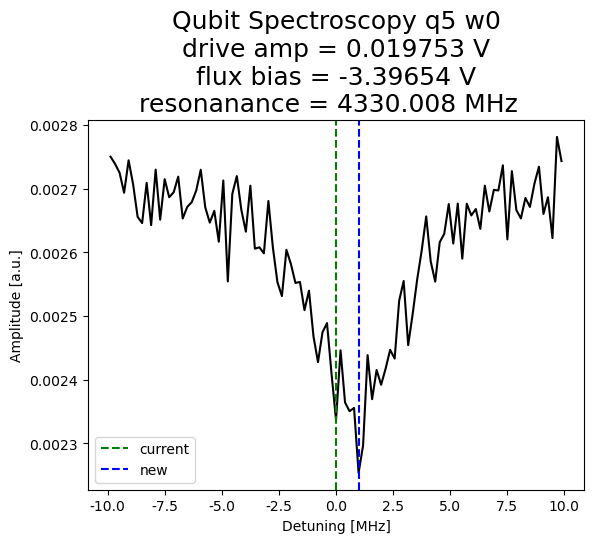 Qubit Spectroscopy q5 w0
drive amp = 0.019753 V
flux bias = -3.39654 V
resonanance = 4330.008 MHz
0.0028
0.0027
0.0026
0.0025
0.0024
0.0023
Amplitude [a.u.]
current
new
-10.0 -7.5 -5.0 -2.5 0.0 2.5 5.0 7.5 10.0
Detuning [MHz]